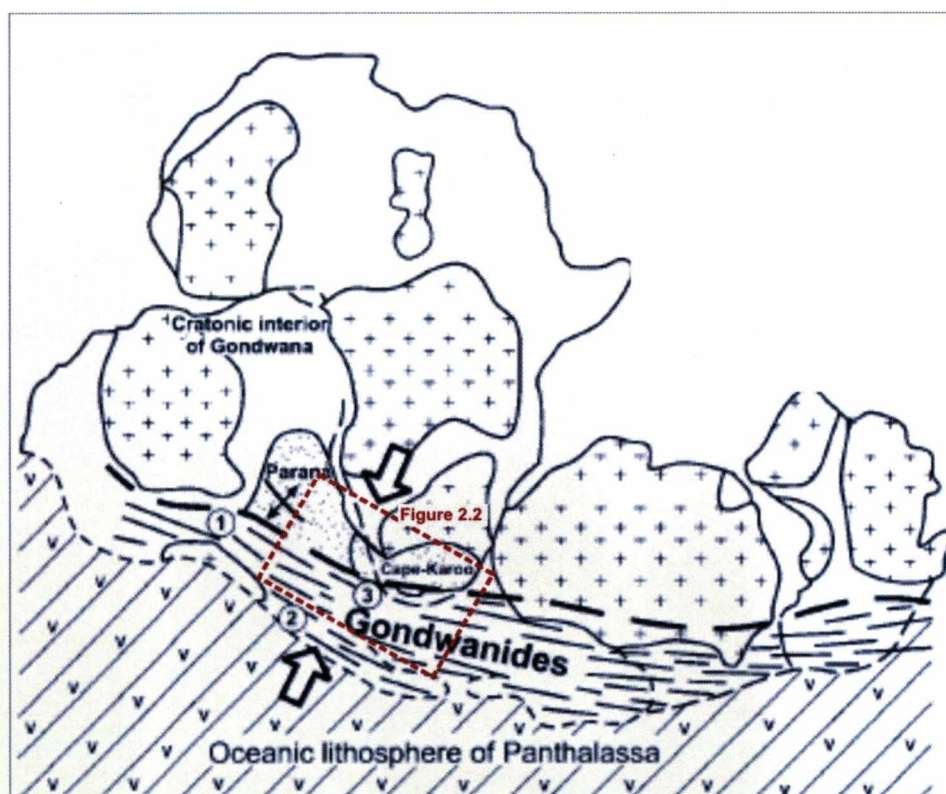 Cratonic interior
of Gondwana
Parana
Figure 2.2
1
Cape-Karoo
3
2
Gondwanides
Oceanic lithosphere of Panthalassa